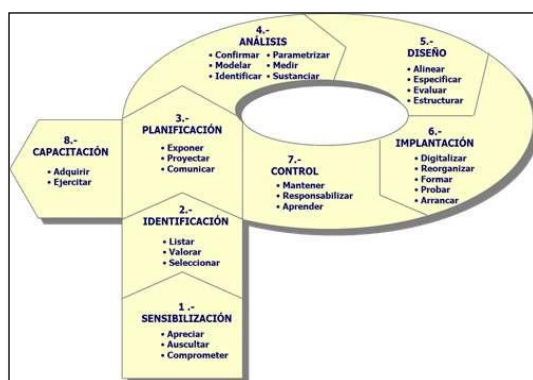 4.-
ANÁLISIS
• Confirmar • Parametrizar
• Modelar • Medir
• Identificar • Sustanciar
5.-
DISEÑO
• Alinear
• Especificar
• Evaluar
• Estructurar
3.-
PLANIFICACIÓN
• Exponer
• Proyectar
• Comunicar
8.-
CAPACITACIÓN
• Adquirir
• Ejercitar
6.-
IMPLANTACIÓN
• Digitalizar
• Reorganizar
• Formar
• Probar
• Arrancar
7.-
CONTROL
• Mantener
• Responsabilizar
• Aprender
2.-
IDENTIFICACIÓN
• Listar
• Valorar
• Seleccionar
1 .-
SENSIBILIZACIÓN
• Apreciar
• Auscultar
• Comprometer